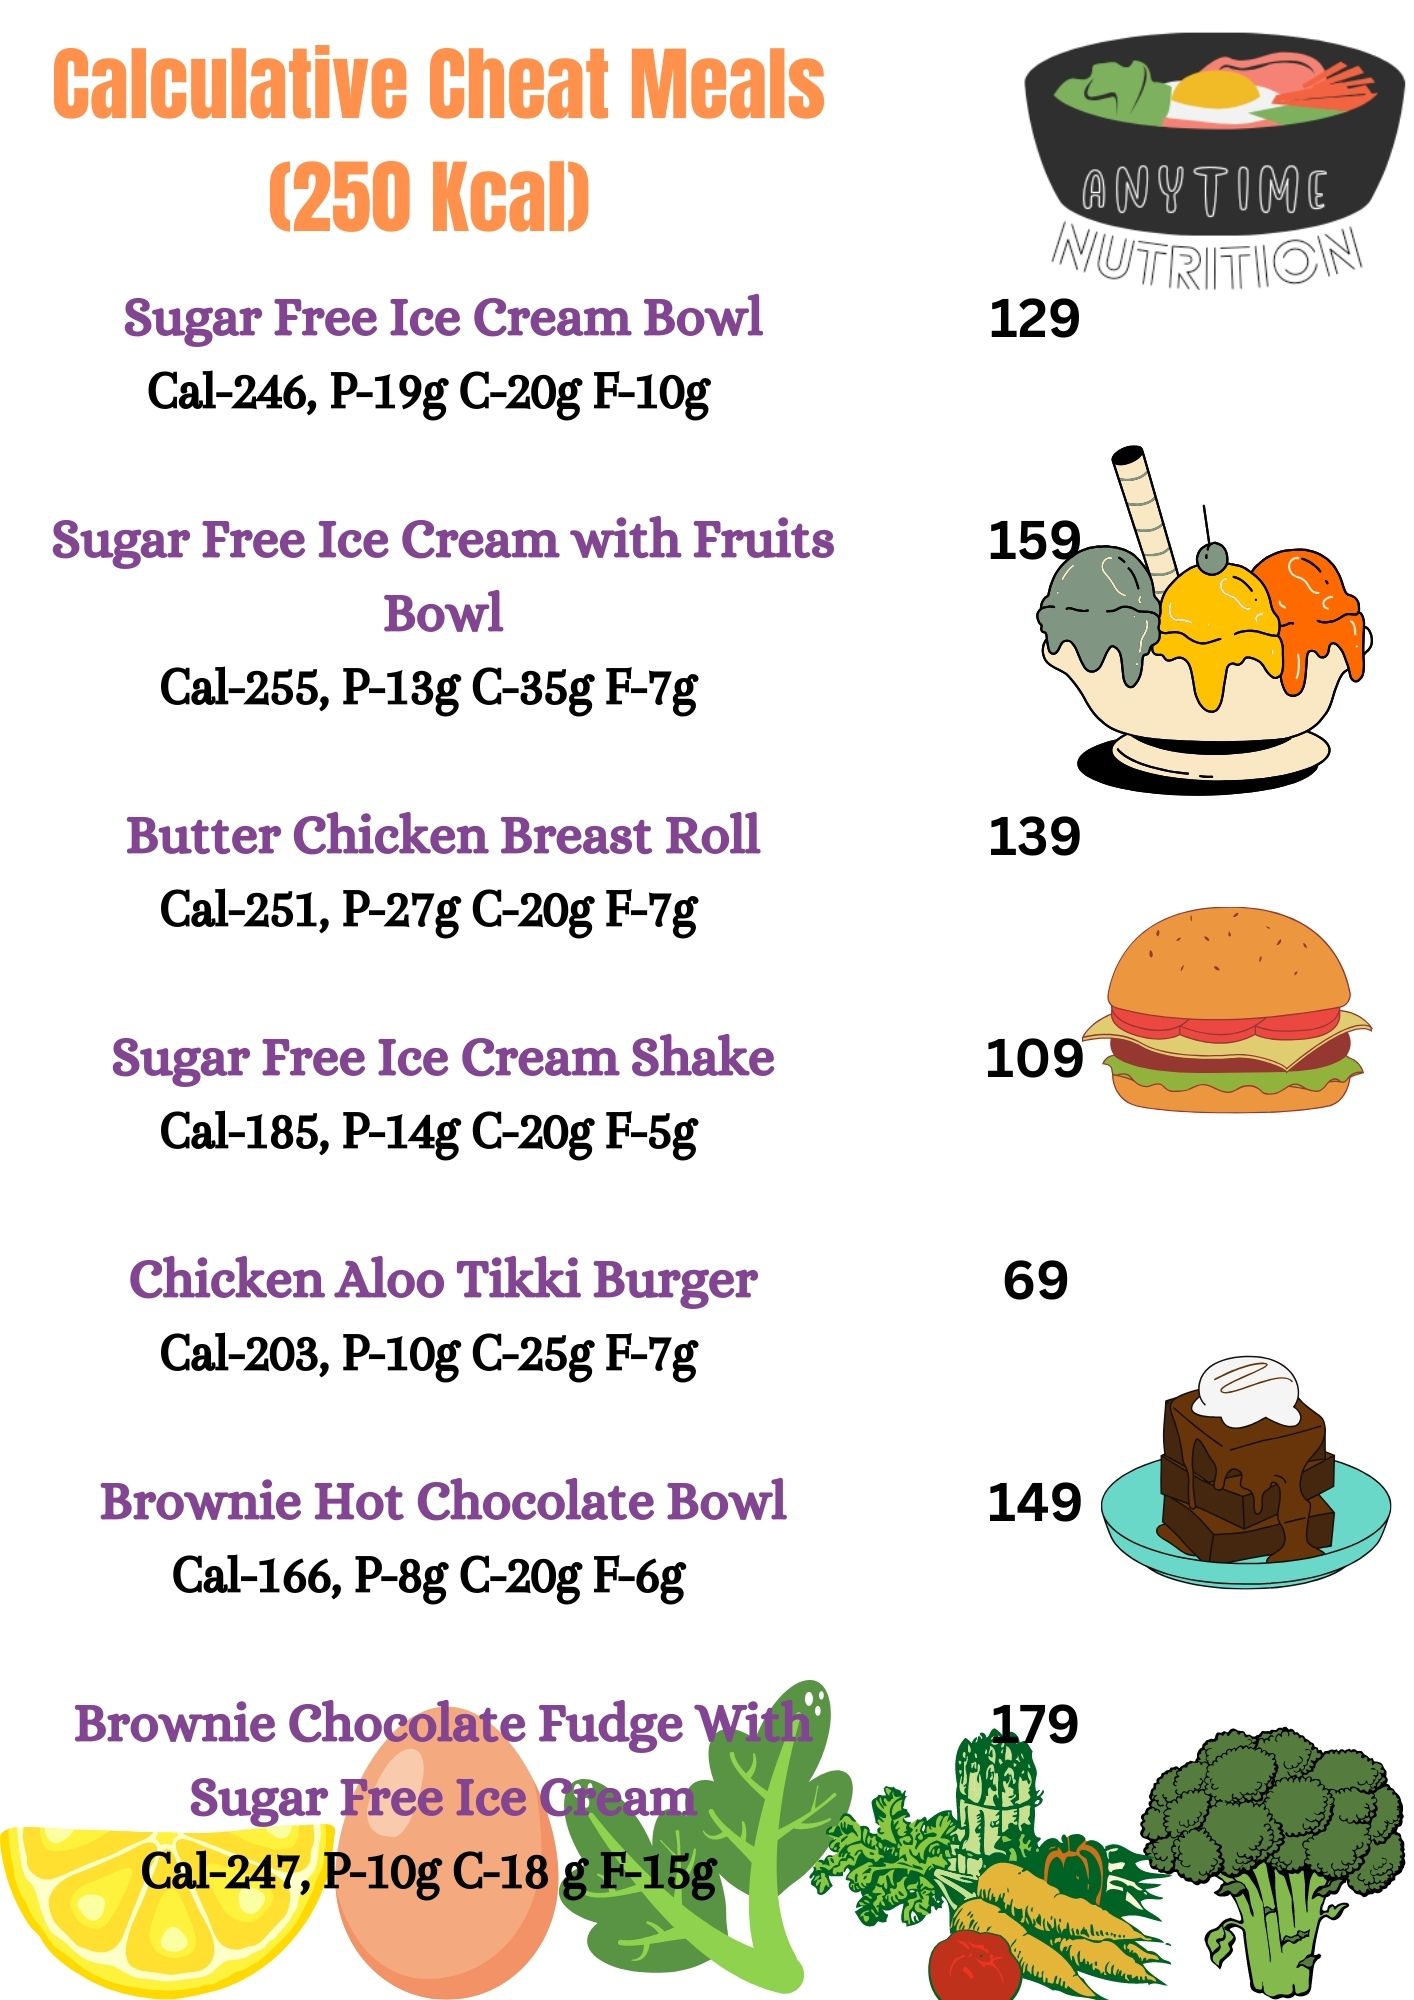 Calculative Cheat Meals
(250 Kcal)
ANYTIME
NUTRITION
Sugar Free Ice Cream Bowl 129
Cal-246, P-19g C-20g F-10g
Sugar Free Ice Cream with Fruits 159
Bowl
Cal-255, P-13g C-35g F-7g
Butter Chicken Breast Roll 139
Cal-251, P-27g C-20g F-7g
Sugar Free Ice Cream Shake 109
Cal-185, P-14g C-20g F-5g
Chicken Aloo Tikki Burger 69
Cal-203, P-10g C-25g F-7g
Brownie Hot Chocolate Bowl 149
Cal-166, P-8g C-20g F-6g
Brownie Chocolate Fudge With 179
Sugar Free Ice Cream
Cal-247, P-10g C-18 g F-15g